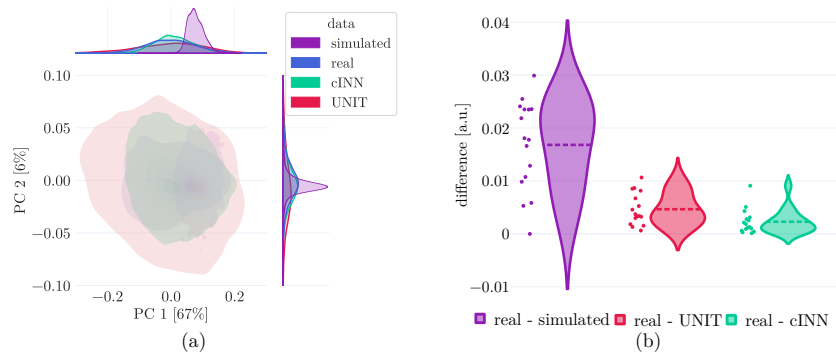 data
simulated
real
cINN
UNIT
0.10
0.05
0.00
−0.05
−0.10
PC 2 [6%]
−0.2
0.0
0.2
PC 1 [67%]
(a)
0.04
0.03
0.02
0.01
0
−0.01
difference [a.u.]
real - simulated
real - UNIT
real - cINN
(b)